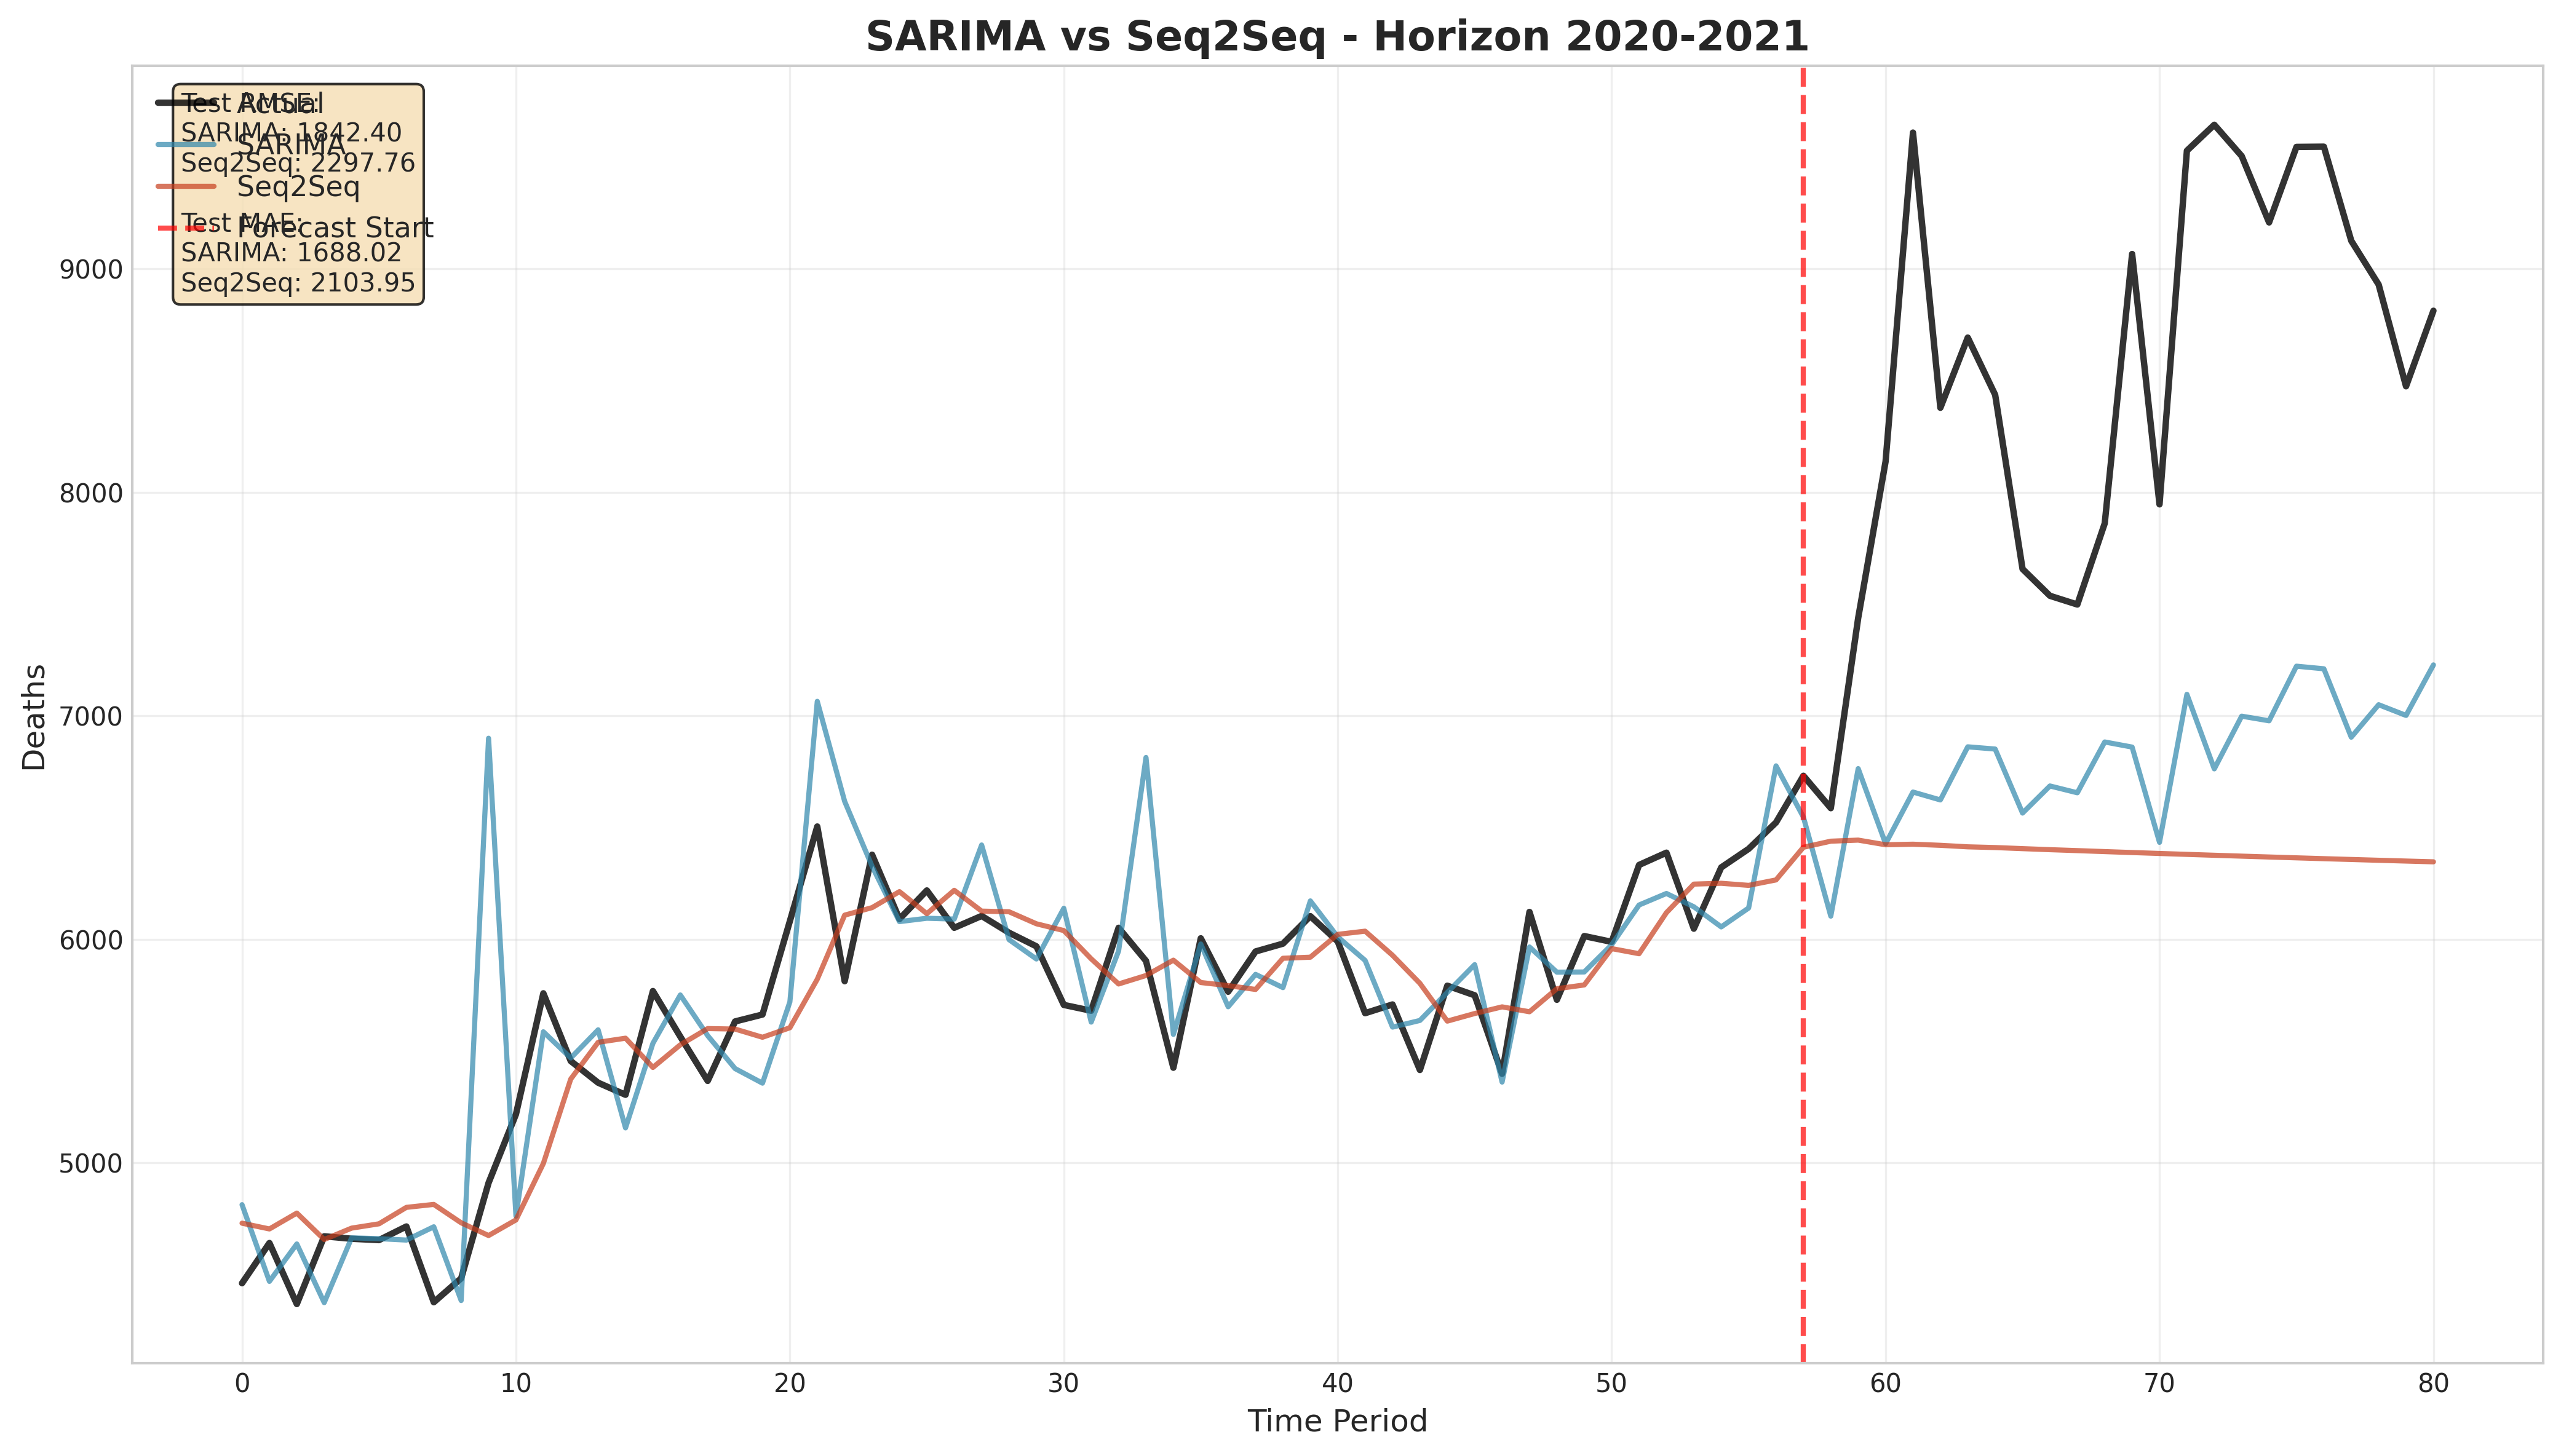 SARIMA vs Seq2Seq - Horizon 2020-2021
Actual
SARIMA
Seq2Seq
Forecast Start
Test RMSE:
SARIMA: 1842.40
Seq2Seq: 2297.76
Test MAE:
SARIMA: 1688.02
Seq2Seq: 2103.95
Deaths
9000
8000
7000
6000
5000
0 10 20 30 40 50 60 70 80
Time Period